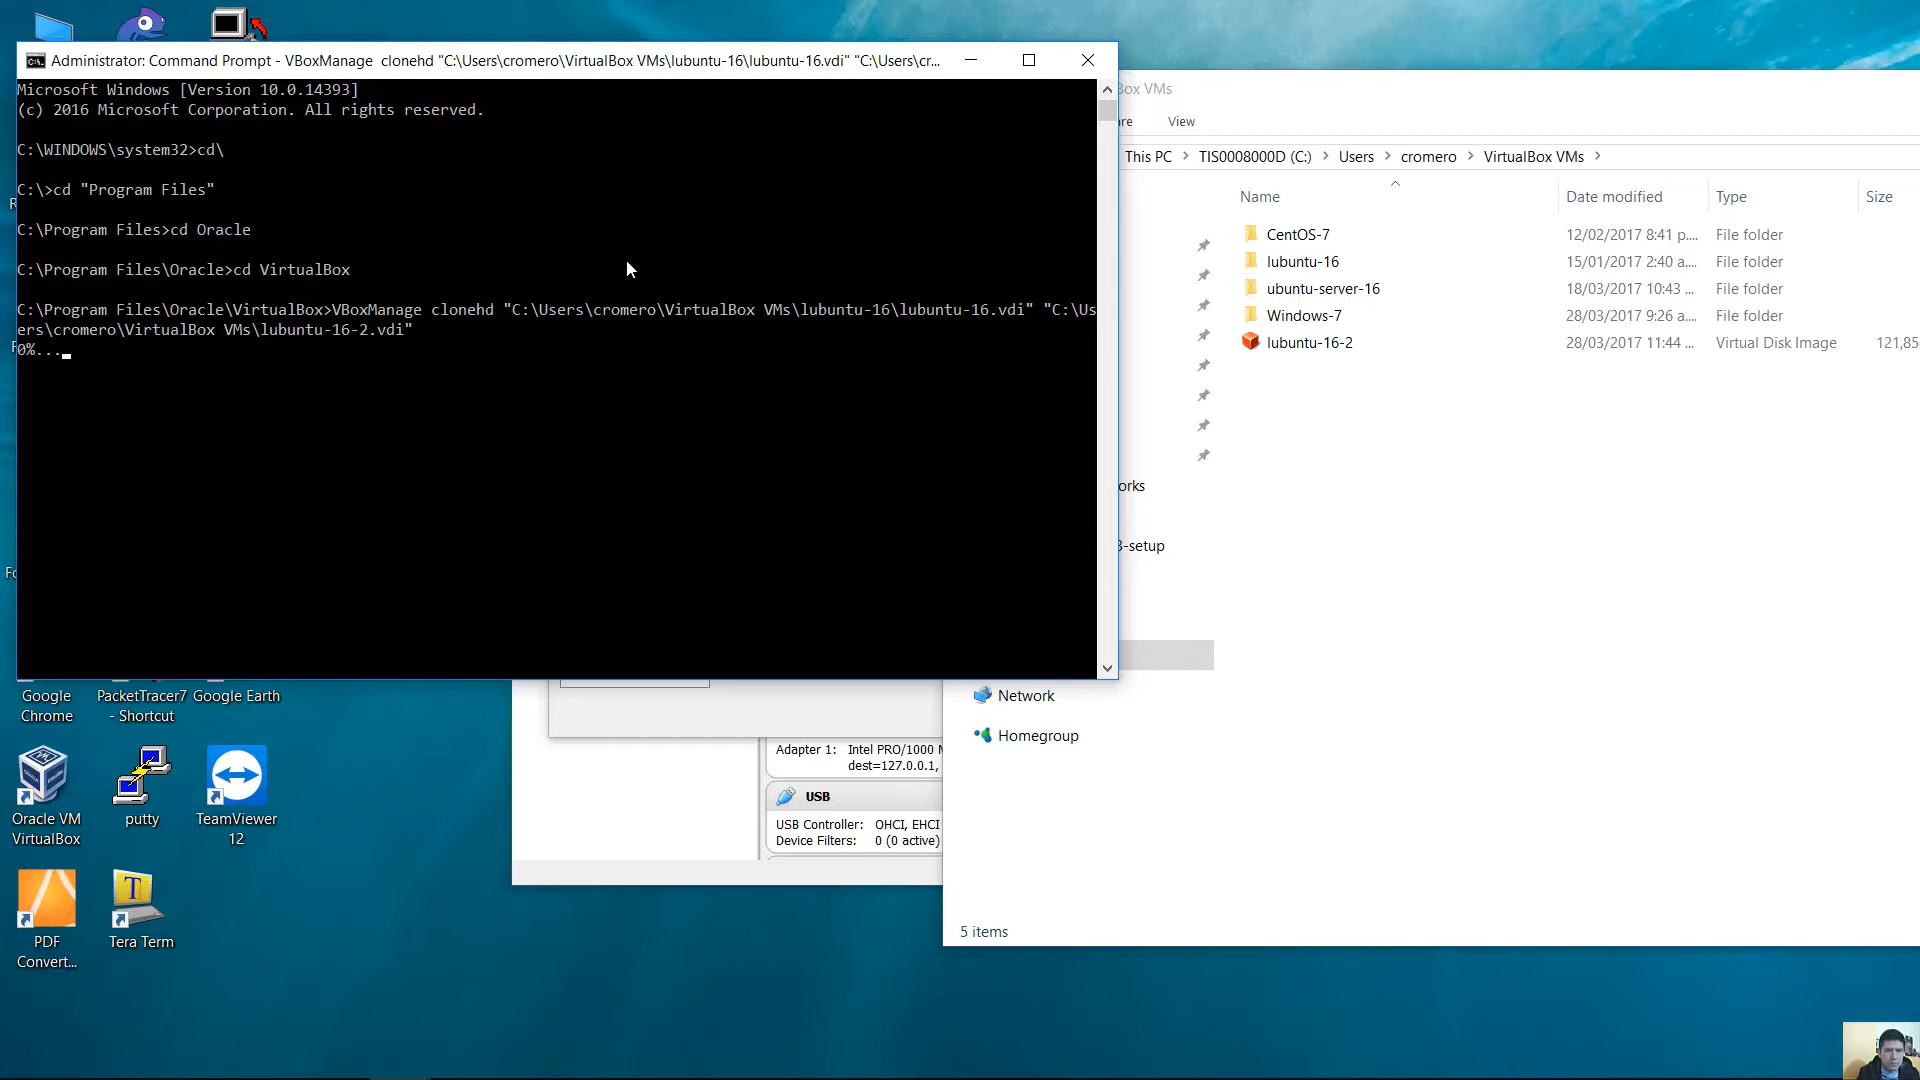 Administrator: Command Prompt - VBoxManage  clonehd "C:\Users\cromero\VirtualBox VMs\lubuntu-16\lubuntu-16.vdi" "C:\Users\cr...
Microsoft Windows [Version 10.0.14393]
(c) 2016 Microsoft Corporation. All rights reserved.
C:\WINDOWS\system32>cd\
C:\>cd "Program Files"
C:\Program Files>cd Oracle
C:\Program Files\Oracle>cd VirtualBox
C:\Program Files\Oracle\VirtualBox>VBoxManage clonehd "C:\Users\cromero\VirtualBox VMs\lubuntu-16\lubuntu-16.vdi" "C:\Us
ers\cromero\VirtualBox VMs\lubuntu-16-2.vdi"
0%...
Box VMs
are
View
This PC > TIS0008000D (C:) > Users > cromero > VirtualBox VMs >
Name Date modified Type Size
CentOS-7 12/02/2017 8:41 p.... File folder
lubuntu-16 15/01/2017 2:40 a.... File folder
ubuntu-server-16 18/03/2017 10:43 ... File folder
Windows-7 28/03/2017 9:26 a.... File folder
lubuntu-16-2 28/03/2017 11:44 ... Virtual Disk Image 121,85
orks
3-setup
Network
Homegroup
5 items
Adapter 1: Intel PRO/1000 M
dest=127.0.0.1,
USB
USB Controller: OHCI, EHCI
Device Filters: 0 (0 active)
Google
Chrome
PacketTracer7
- Shortcut
Google Earth
Oracle VM
VirtualBox
putty
TeamViewer
12
PDF
Convert...
Tera Term